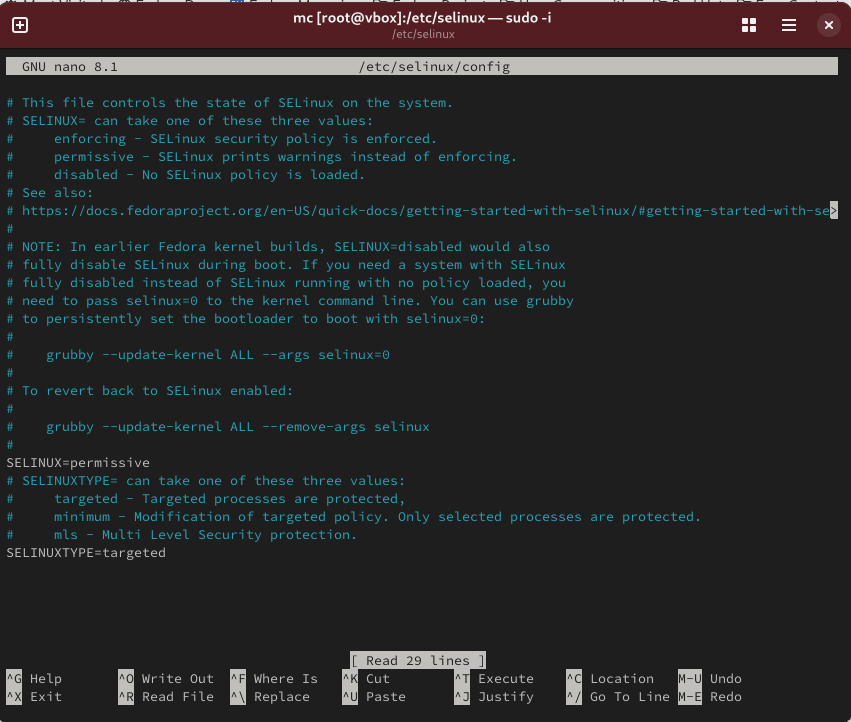 mc [root@vbox]:/etc/selinux — sudo -i
/etc/selinux
GNU nano 8.1 /etc/selinux/config
# This file controls the state of SELinux on the system.
# SELINUX= can take one of these three values:
#     enforcing - SELinux security policy is enforced.
#     permissive - SELinux prints warnings instead of enforcing.
#     disabled - No SELinux policy is loaded.
# See also:
# https://docs.fedoraproject.org/en-US/quick-docs/getting-started-with-selinux/#getting-started-with-se>
#
# NOTE: In earlier Fedora kernel builds, SELINUX=disabled would also
# fully disable SELinux during boot. If you need a system with SELinux
# fully disabled instead of SELinux running with no policy loaded, you
# need to pass selinux=0 to the kernel command line. You can use grubby
# to persistently set the bootloader to boot with selinux=0:
#
#    grubby --update-kernel ALL --args selinux=0
#
# To revert back to SELinux enabled:
#
#    grubby --update-kernel ALL --remove-args selinux
#
SELINUX=permissive
# SELINUXTYPE= can take one of these three values:
#     targeted - Targeted processes are protected,
#     minimum - Modification of targeted policy. Only selected processes are protected.
#     mls - Multi Level Security protection.
SELINUXTYPE=targeted
[ Read 29 lines ]
^G Help ^O Write Out ^F Where Is ^K Cut ^T Execute ^C Location M-U Undo
^X Exit ^R Read File ^\ Replace ^U Paste ^J Justify ^/ Go To Line M-E Redo